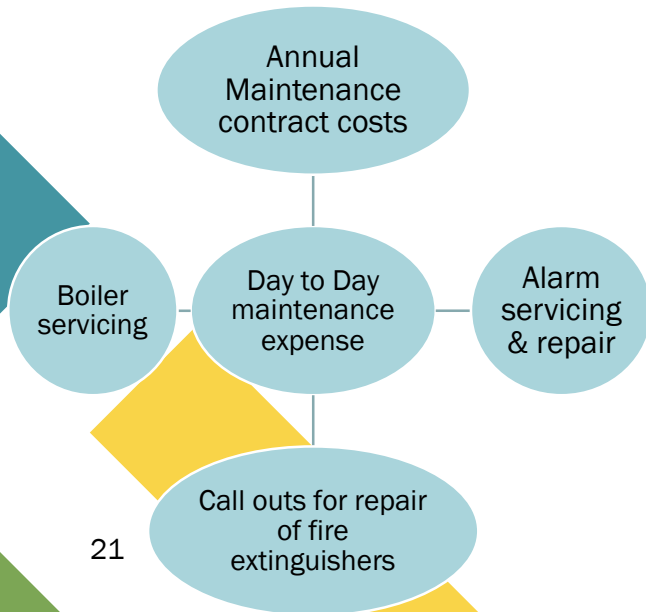 Annual
Maintenance
contract costs
Boiler
servicing
Day to Day
maintenance
expense
Alarm
servicing
& repair
Call outs for repair
of fire
extinguishers
21